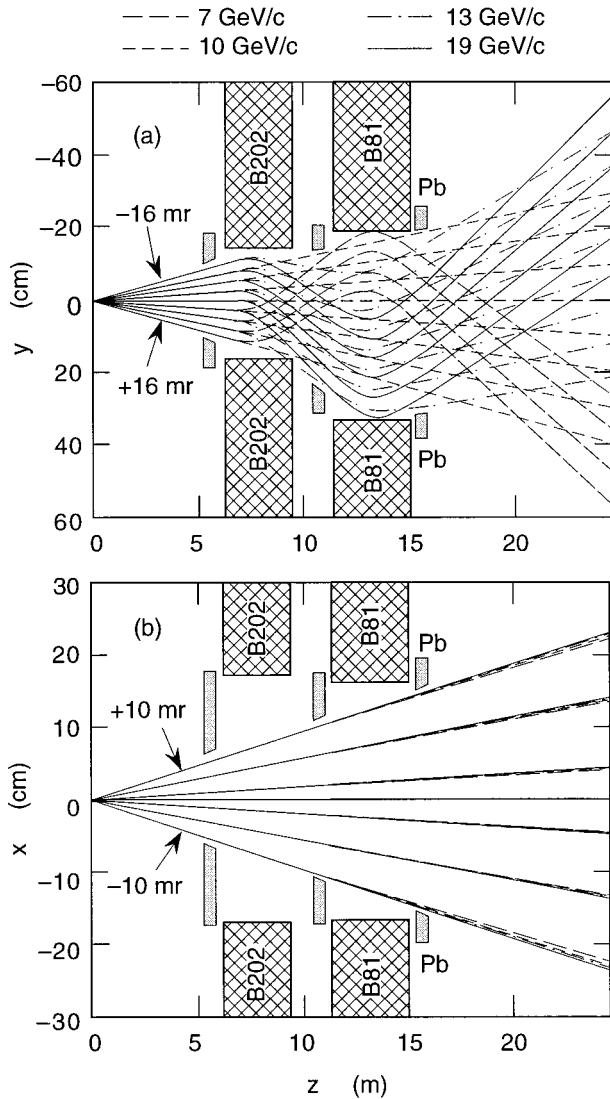 7 GeV/c 13 GeV/c
10 GeV/c 19 GeV/c
(a)
−60
−40
−20
0
20
40
60
y (cm)
−16 mr
+16 mr
B202
B202
B81
B81
Pb
Pb
0 5 10 15 20
(b)
30
20
10
0
−10
−20
−30
x (cm)
+10 mr
−10 mr
B202
B202
B81
B81
Pb
Pb
0 5 10 15 20
z (m)